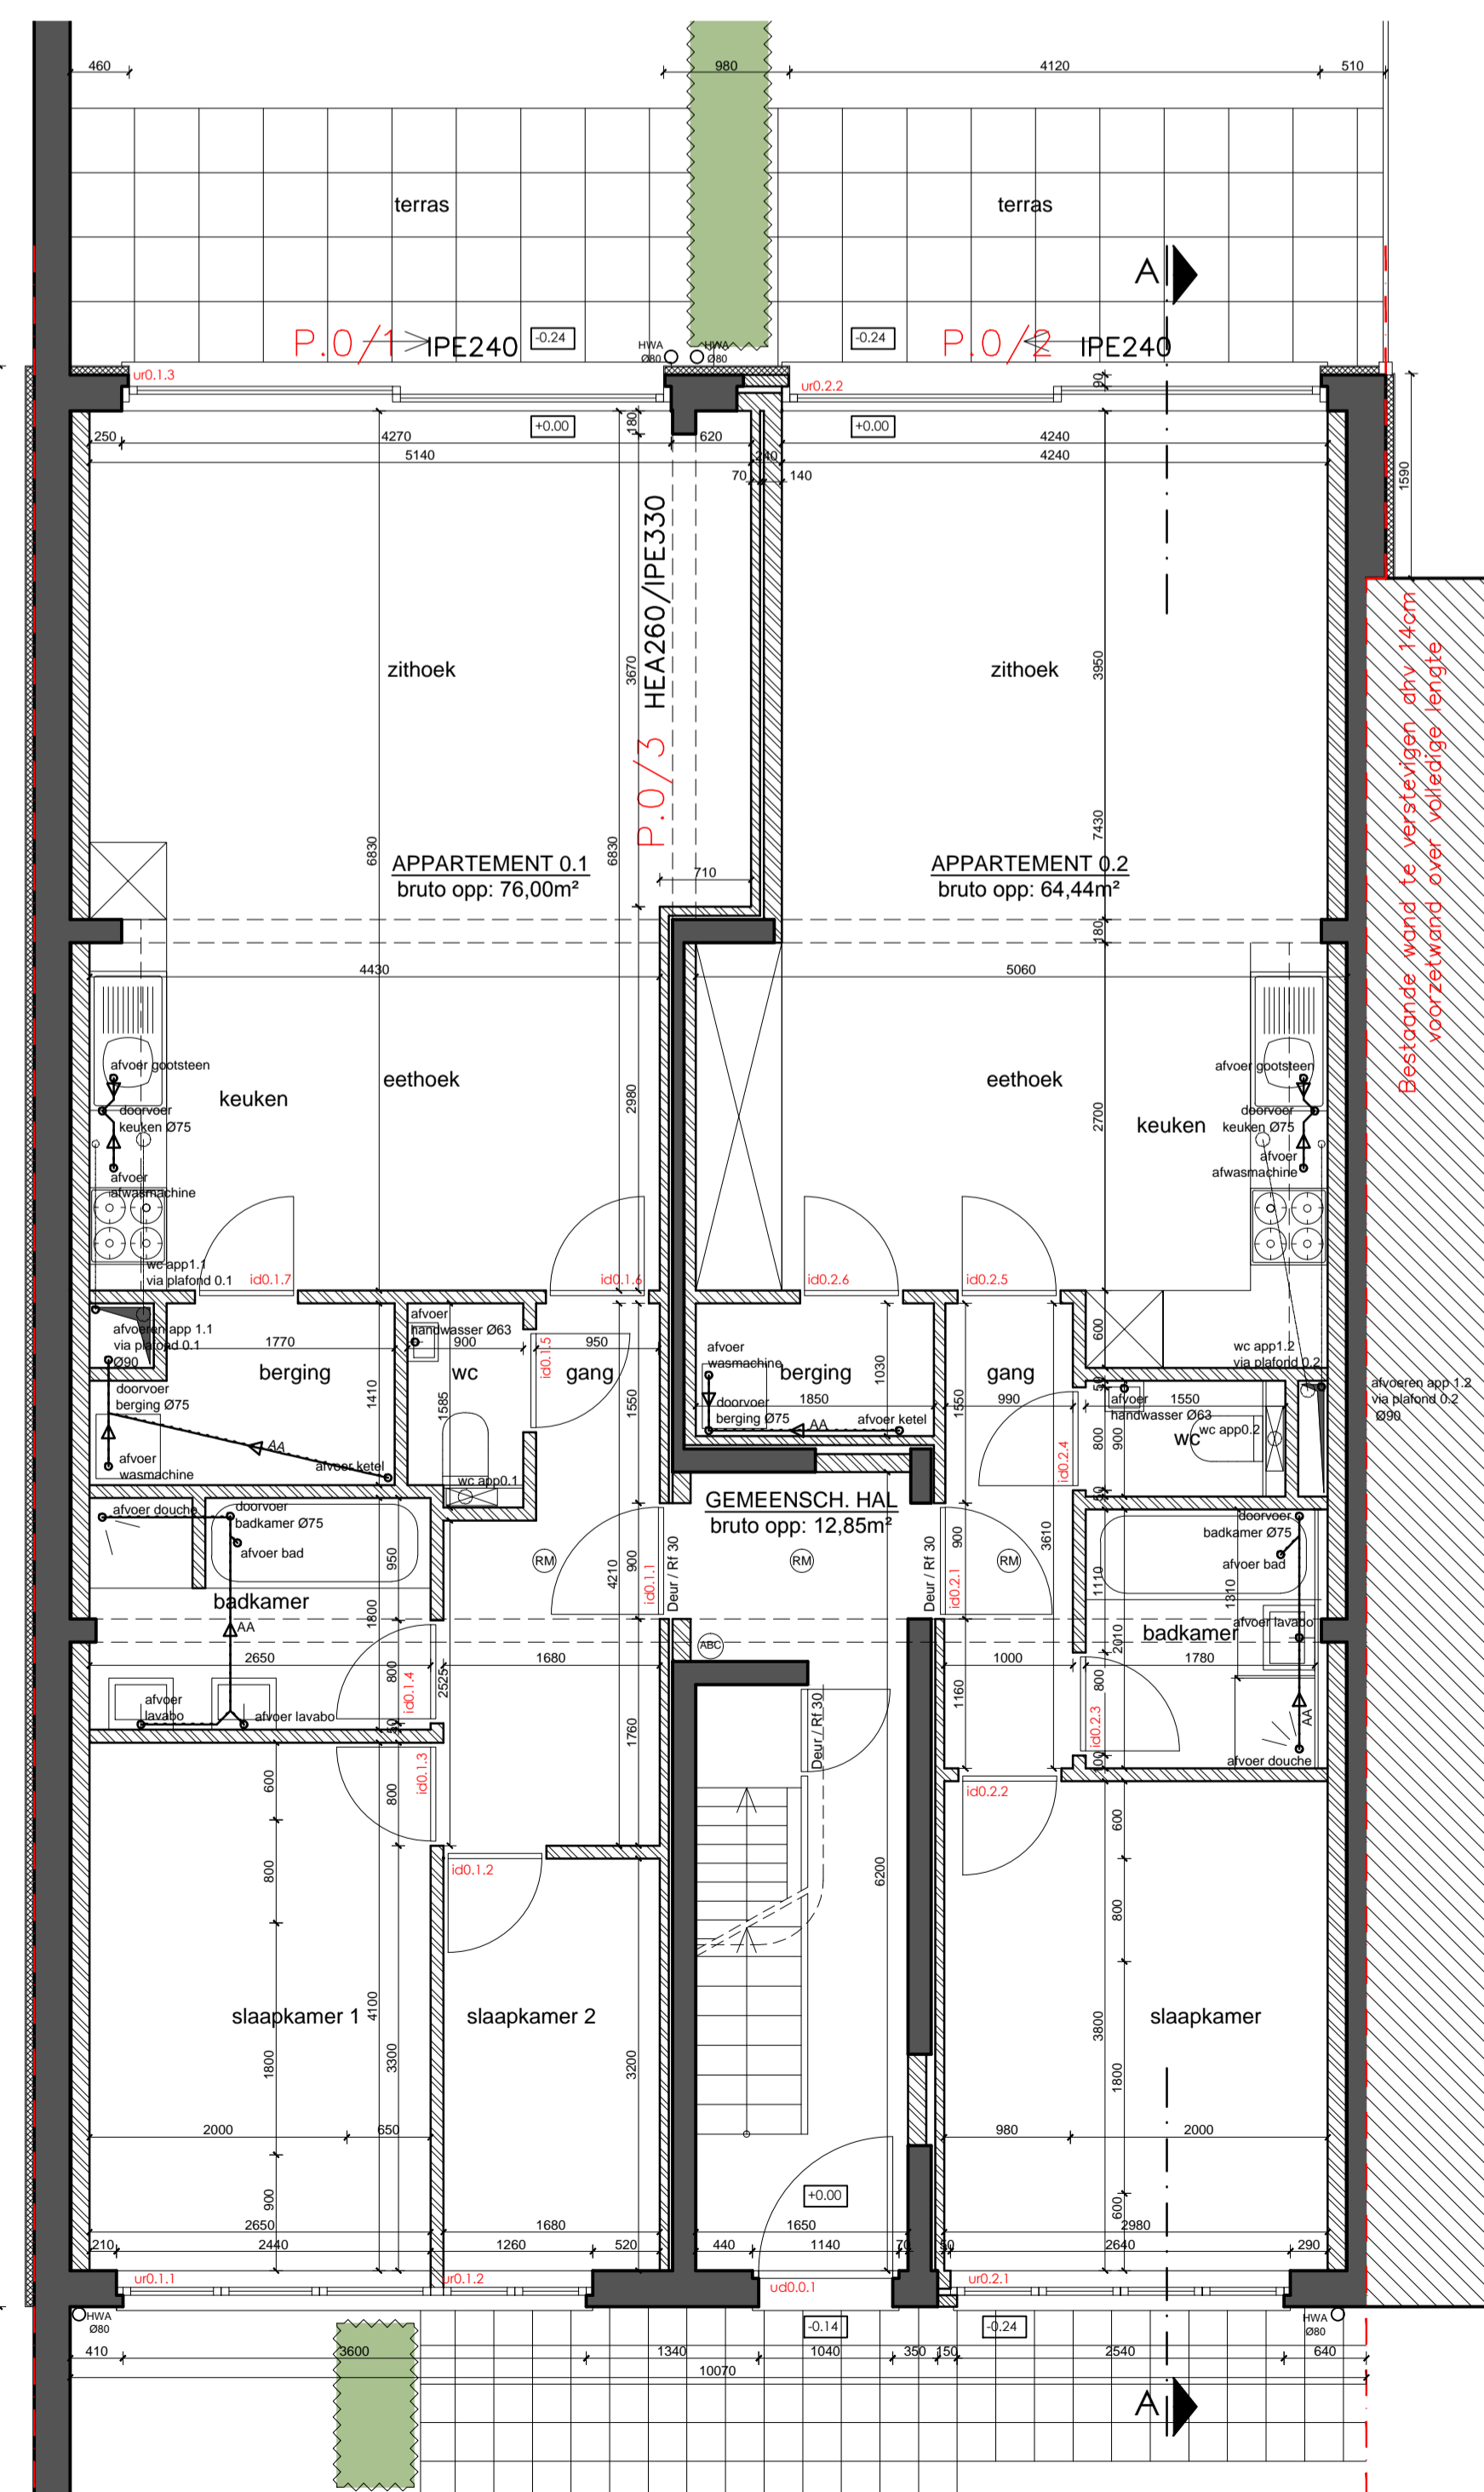 460
980
4120
510
terras
terras
A
P.0/1
IPE240
-0.24
HWA
Ø80
HWA
Ø80
-0.24
P.0/2
IPE240
ur0.1.3
ur0.2.2
90
+0.00
+0.00
180
250
4270
620
4240
5140
240
4240
70
140
1590
HEA260/IPE330
P.0/3
zithoek
zithoek
3670
3950
Bestaande wand te verstevigen dhv 14cm
voorzetwand over volledige lengte
6830
6830
7430
APPARTEMENT 0.1
bruto opp: 76,00m²
APPARTEMENT 0.2
bruto opp: 64,44m²
710
180
4430
5060
afvoer gootsteen
afvoer gootsteen
eethoek
eethoek
keuken
keuken
2980
2700
doorvoer
keuken Ø75
doorvoer
keuken Ø75
afvoer
afwasmachine
afvoer
afwasmachine
wc app1.1
via plafond 0.1
id0.1.7
id0.1.6
id0.2.6
id0.2.5
afvoeren app 1.1
via plafond 0.1
Ø90
afvoer
handwasser Ø63
1770
900
950
id0.1.5
berging
wc
gang
afvoer
wasmachine
berging
gang
600
wc app1.2
via plafond 0.2
afvoeren app 1.2
via plafond 0.2
Ø90
doorvoer
berging Ø75
1410
1585
1550
doorvoer
berging Ø75
1850
1030
1550
990
50
1550
afvoer
handwasser Ø63
wc
wc app0.2
800
900
AA
AA
afvoer ketel
afvoer
wasmachine
afvoer ketel
wc app0.1
id0.2.4
50
GEMEENSCH. HAL
bruto opp: 12,85m²
afvoer douche
doorvoer
badkamer Ø75
afvoer bad
doorvoer
badkamer Ø75
afvoer bad
950
RM
RM
RM
4210
900
id0.1.1
Deur / Rf 30
Deur / Rf 30
id0.2.1
900
3610
1110
1310
badkamer
1800
AA
ABC
afvoer lavabo
badkamer
2010
2650
1680
1000
1780
800
id0.1.4
2525
1160
800
id0.2.3
AA
afvoer
lavabo
afvoer lavabo
50
1760
Deur / Rf 30
100
afvoer douche
600
800
id0.1.3
id0.2.2
600
id0.1.2
800
6200
800
slaapkamer 1
slaapkamer 2
slaapkamer
4100
3300
1800
3200
3800
1800
2000
650
980
2000
900
+0.00
600
2650
1680
1650
2980
210
2440
1260
520
440
1140
70
50
2640
290
ur0.1.1
ur0.1.2
ud0.0.1
ur0.2.1
HWA
Ø80
-0.14
-0.24
HWA
Ø80
410
3600
1340
1040
350
150
2540
640
10070
A